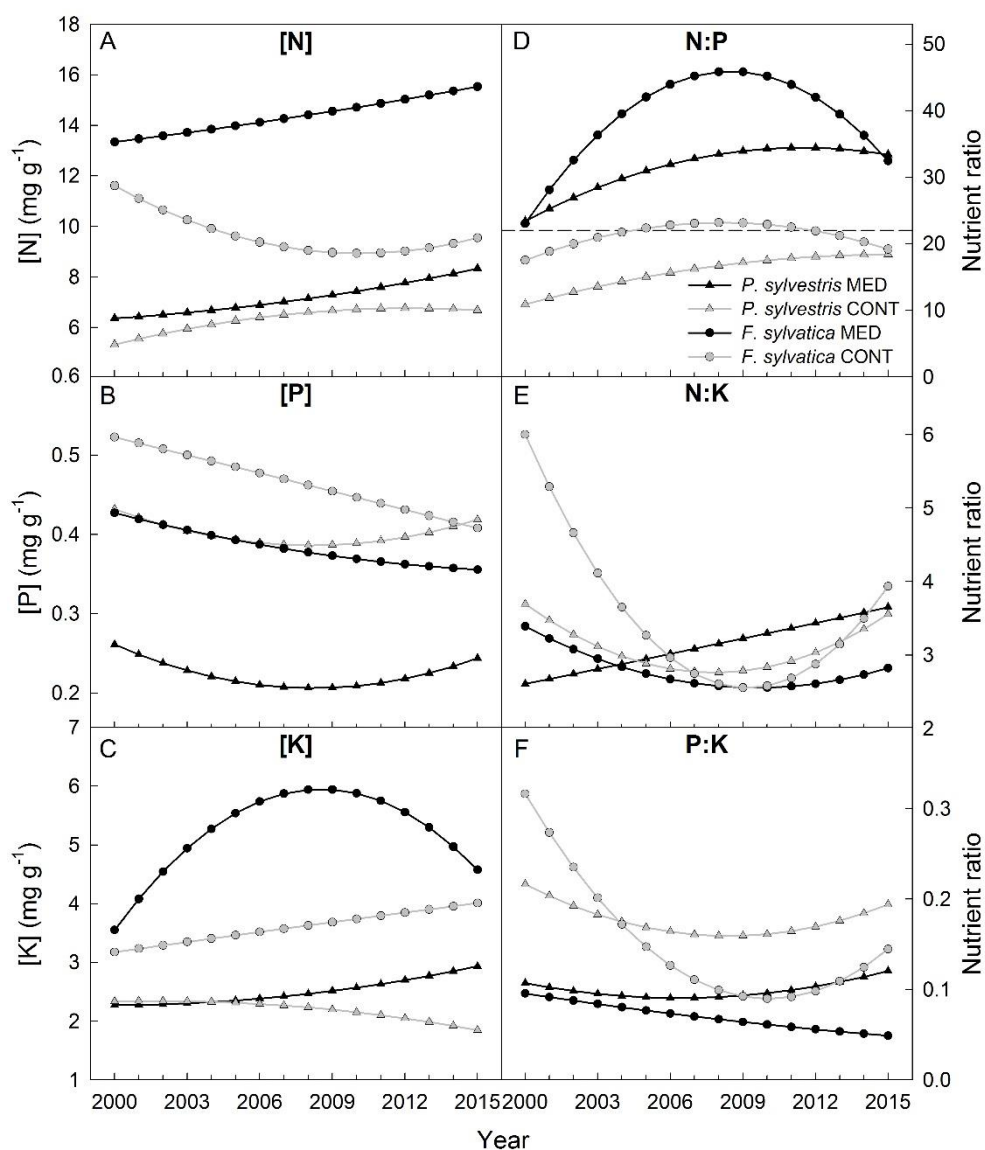 A [N]
[N] (mg g-1)
18
16
14
12
10
8
6
0.6
D N:P
50
40
30
20
10
0
Nutrient ratio
P. sylvestris MED
P. sylvestris CONT
F. sylvatica MED
F. sylvatica CONT
B [P]
[P] (mg g-1)
0.5
0.4
0.3
0.2
7
E N:K
6
5
4
3
2
Nutrient ratio
C [K]
[K] (mg g-1)
6
5
4
3
2
1
F P:K
0.3
0.2
0.1
0.0
Nutrient ratio
2000 2003 2006 2009 2012 2015 2000 2003 2006 2009 2012 2015
Year